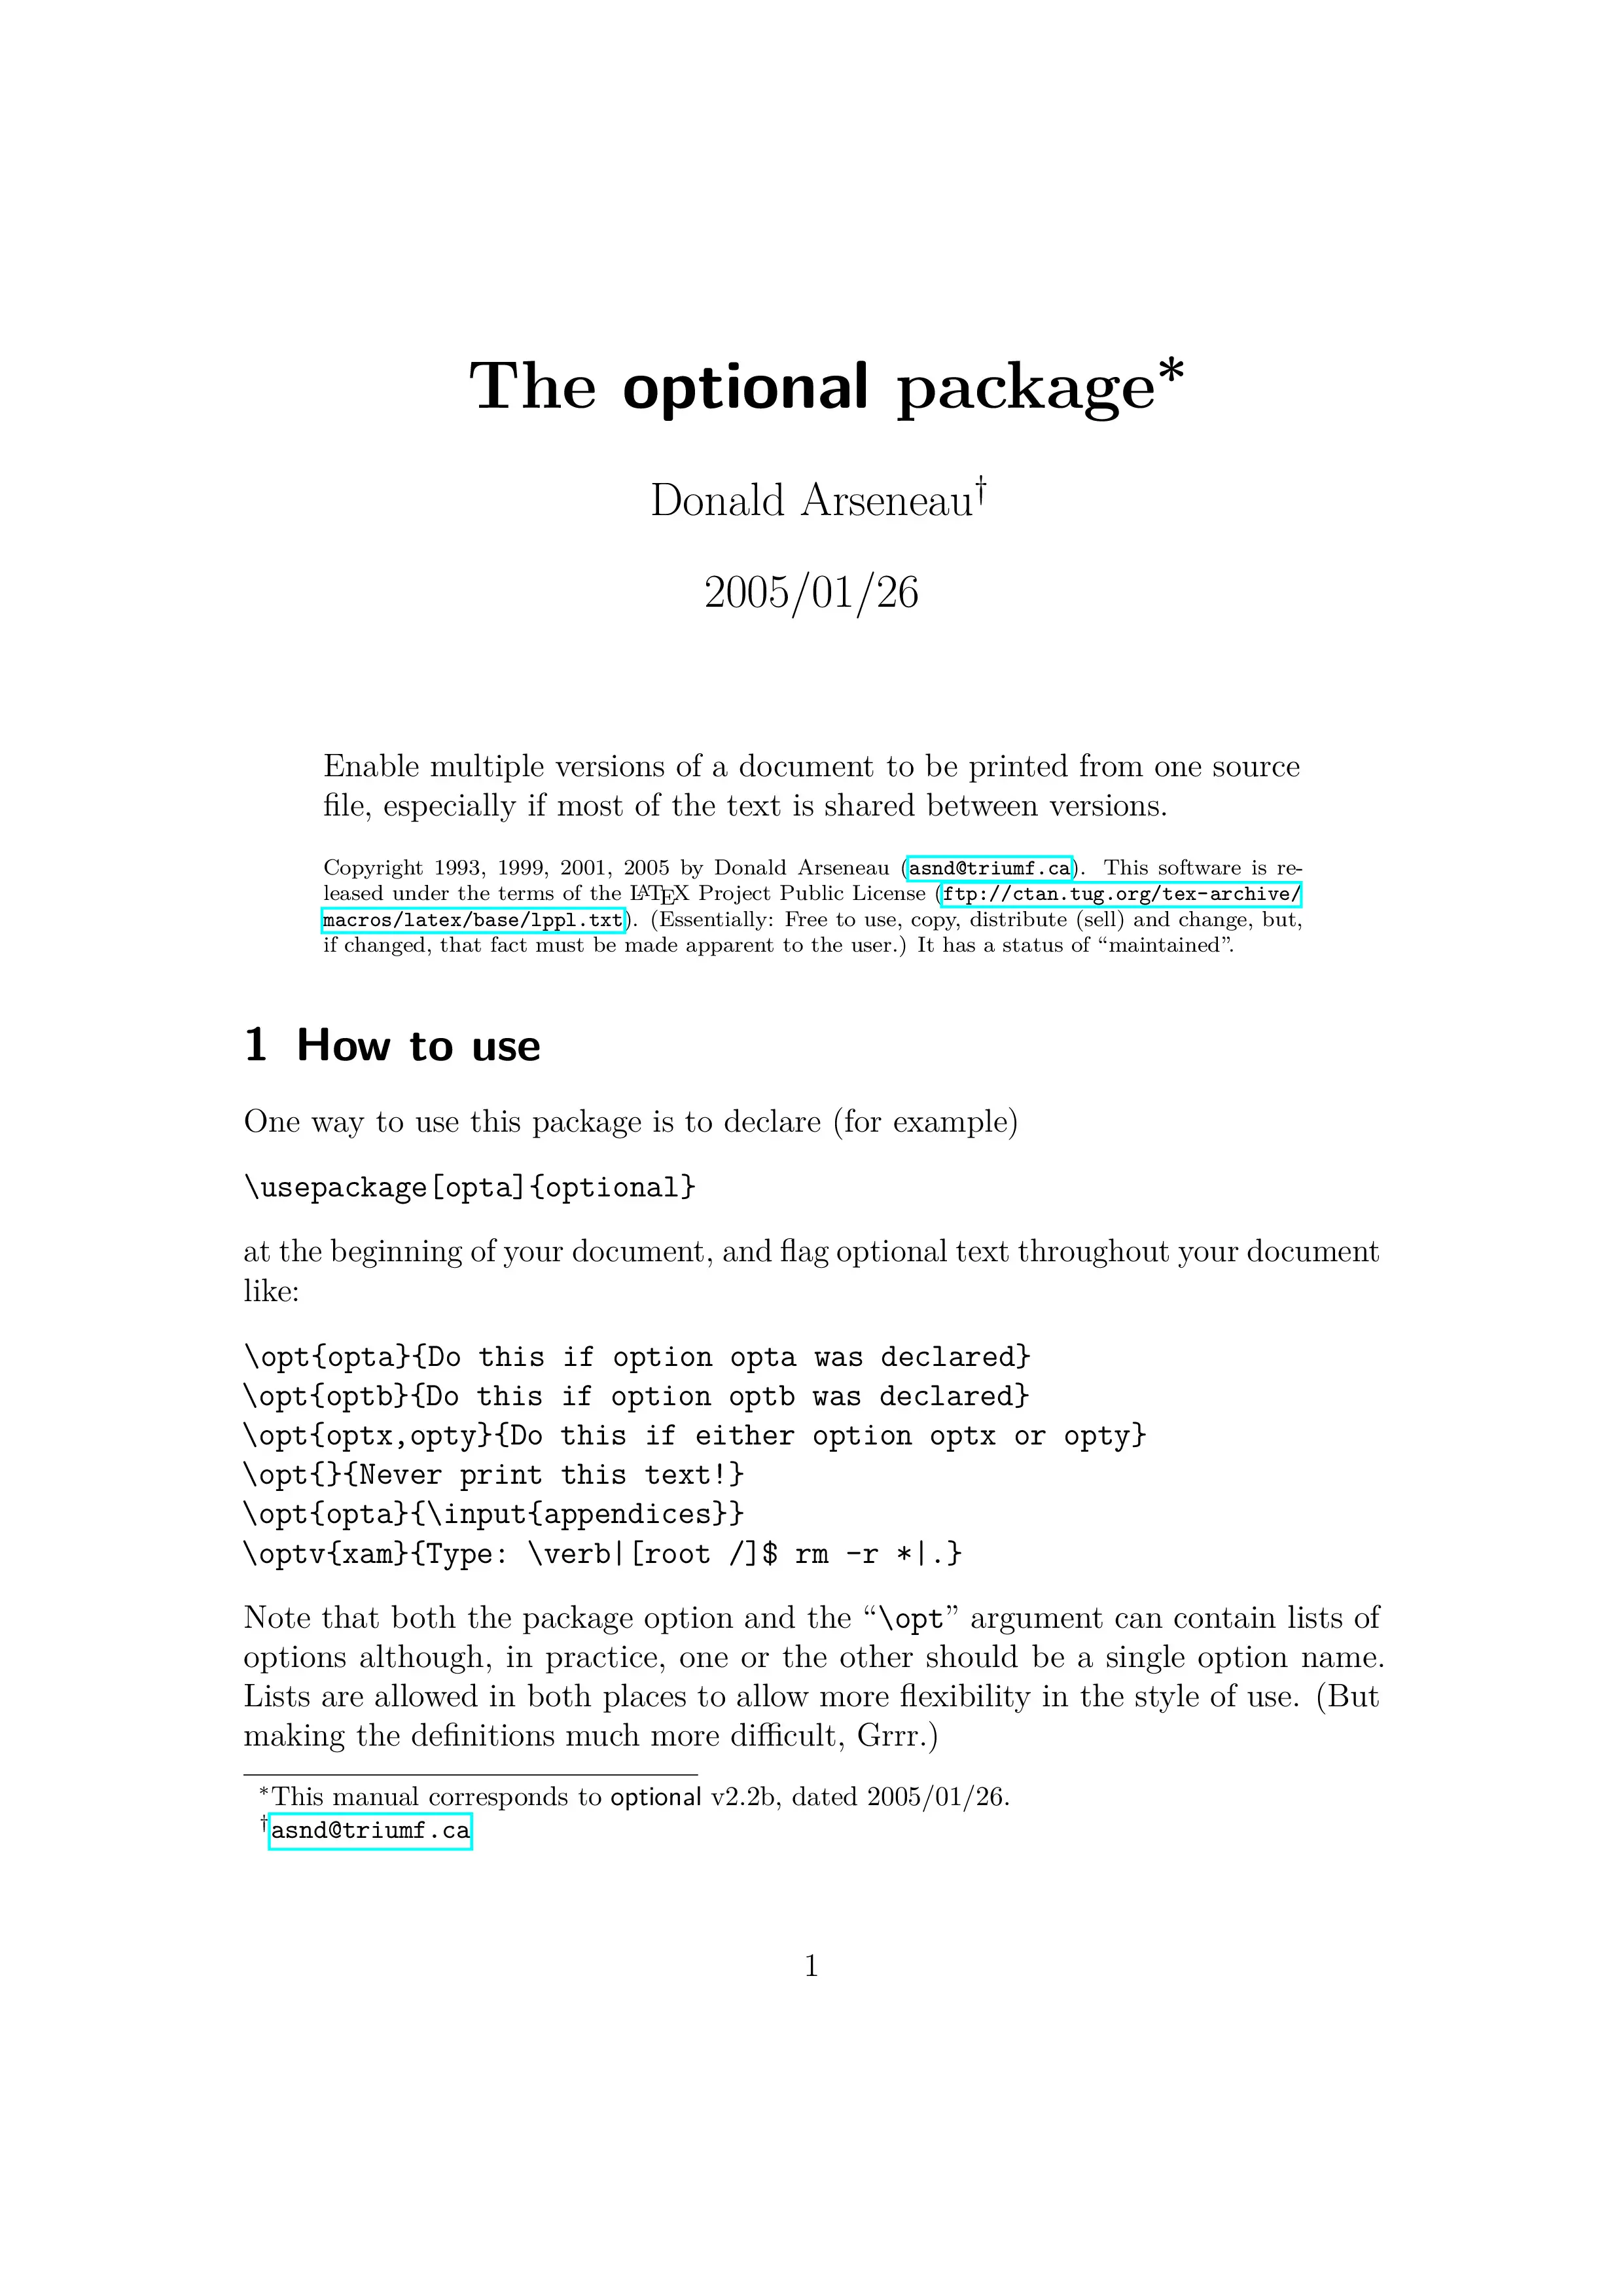 The optional package*
Donald Arseneau†
2005/01/26
Enable multiple versions of a document to be printed from one source
file, especially if most of the text is shared between versions.
Copyright 1993, 1999, 2001, 2005 by Donald Arseneau (asnd@triumf.ca). This software is re-
leased under the terms of the LATEX Project Public License (ftp://ctan.tug.org/tex-archive/
macros/latex/base/lppl.txt). (Essentially: Free to use, copy, distribute (sell) and change, but,
if changed, that fact must be made apparent to the user.) It has a status of “maintained”.
1 How to use
One way to use this package is to declare (for example)
\usepackage[opta]{optional}
at the beginning of your document, and flag optional text throughout your document
like:
\opt{opta}{Do this if option opta was declared}
\opt{optb}{Do this if option optb was declared}
\opt{optx,opty}{Do this if either option optx or opty}
\opt{}{Never print this text!}
\opt{opta}{\input{appendices}}
\optv{xam}{Type: \verb|[root /]$ rm -r *|.}
Note that both the package option and the “\opt” argument can contain lists of
options although, in practice, one or the other should be a single option name.
Lists are allowed in both places to allow more flexibility in the style of use. (But
making the definitions much more difficult, Grrr.)
*This manual corresponds to optional v2.2b, dated 2005/01/26.
†asnd@triumf.ca
1